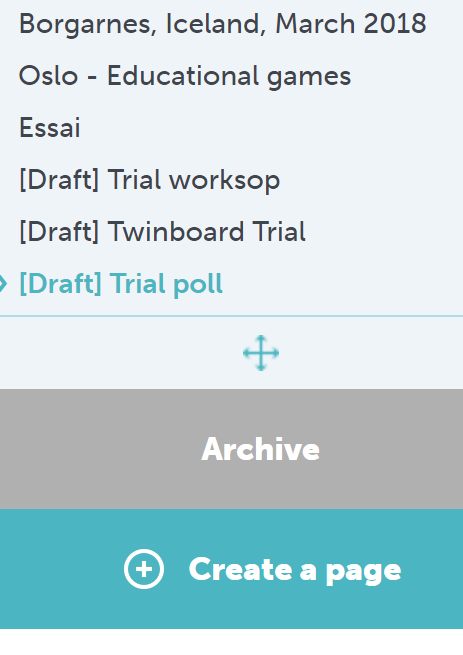 Borgarnes, Iceland, March 2018
Oslo - Educational games
Essai
[Draft] Trial worksop
[Draft] Twinboard Trial
[Draft] Trial poll
Archive
Create a page